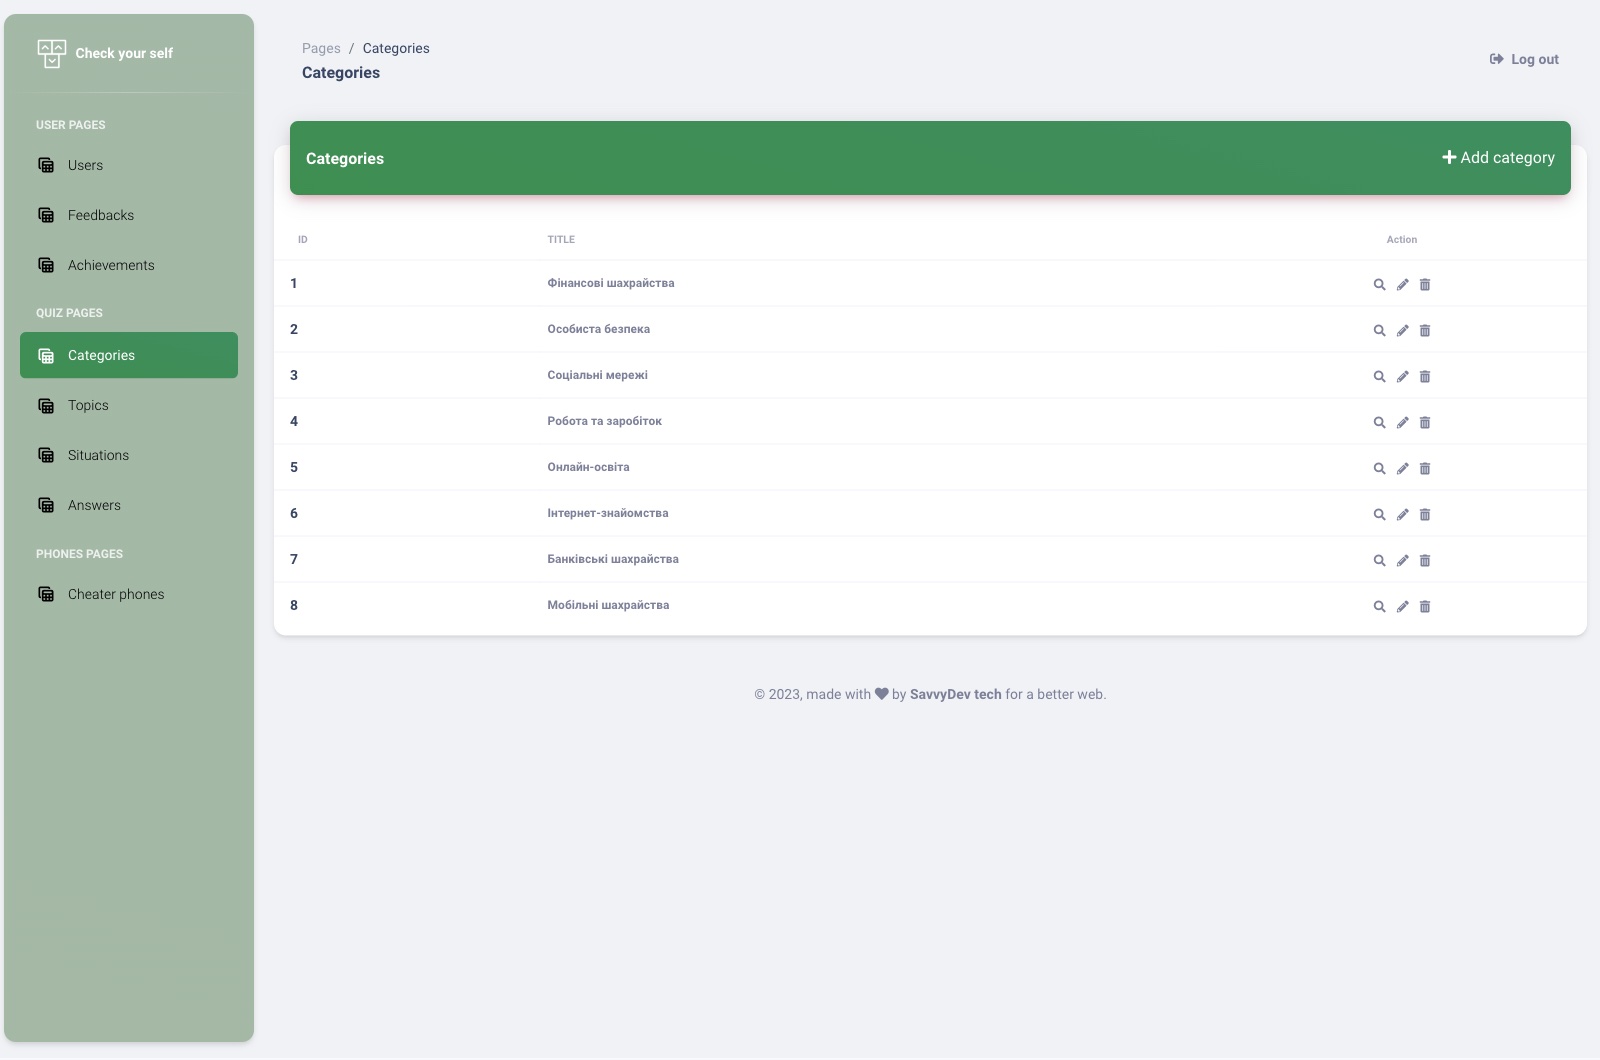 Check your self
USER PAGES
Users
Feedbacks
Achievements
QUIZ PAGES
Categories
Topics
Situations
Answers
PHONES PAGES
Cheater phones
Pages / Categories
Categories
Log out
Categories
Add category
ID TITLE Action
1 Фінансові шахрайства
2 Особиста безпека
3 Соціальні мережі
4 Робота та заробіток
5 Онлайн-освіта
6 Інтернет-знайомства
7 Банківські шахрайства
8 Мобільні шахрайства
© 2023, made with by SavvyDev tech for a better web.